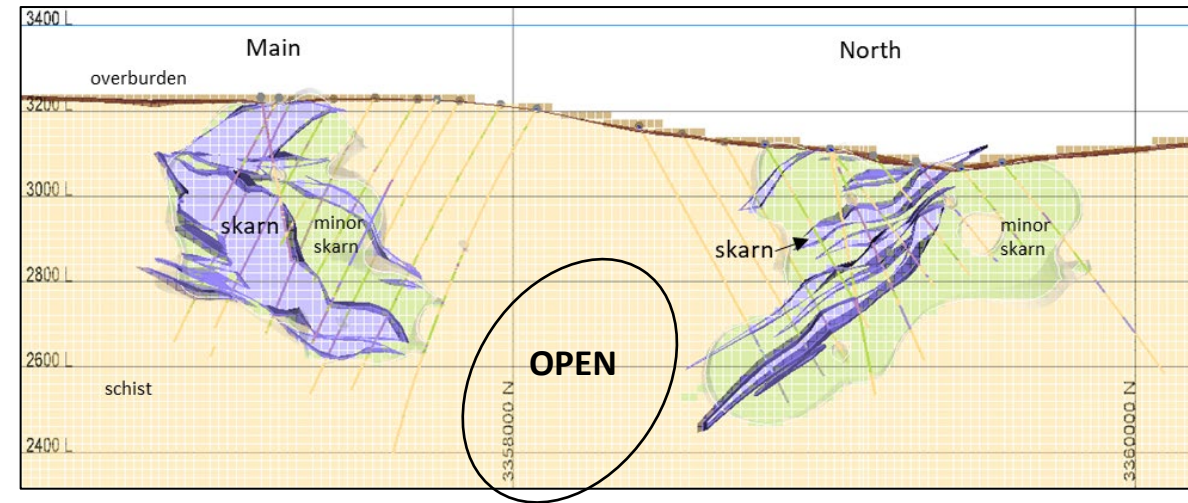 3400 L
Main
North
overburden
3200 L
3000 L
skarn
minor
skarn
skarn
minor
skarn
2800 L
2600 L
OPEN
schist
2400 L
3358000 N
3360000 N